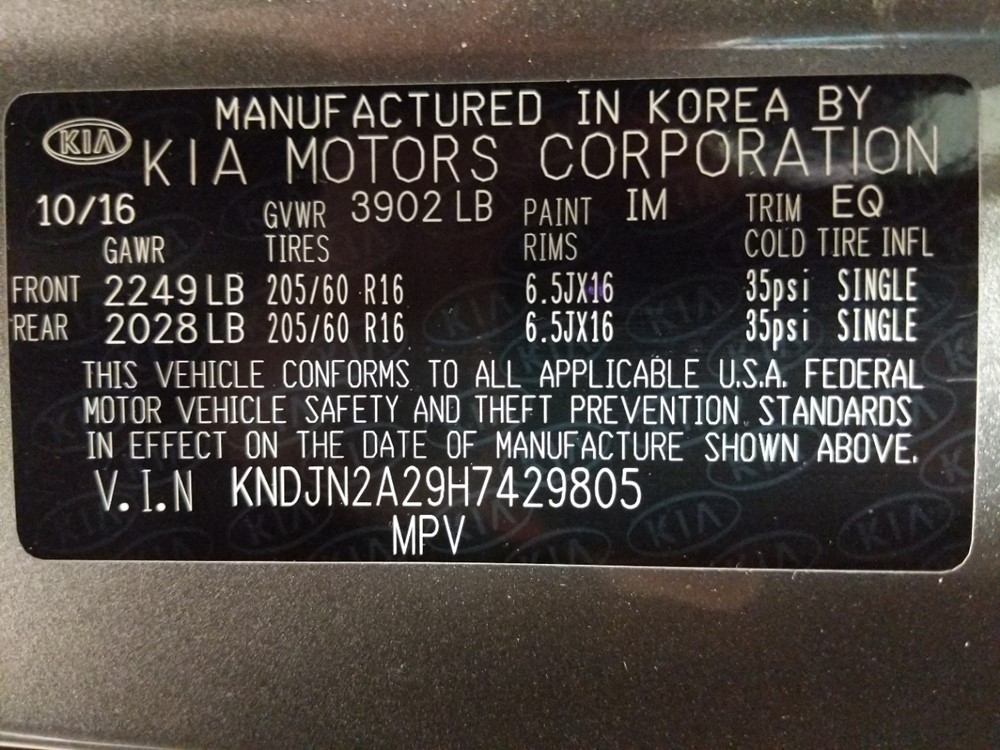 MANUFACTURED IN KOREA BY
KIA KIA MOTORS CORPORATION
10/16 GVWR 3902 LB PAINT IM TRIM EQ
GAWR TIRES RIMS COLD TIRE INFL
FRONT 2249 LB 205/60 R16 6.5JX16 35psi SINGLE
REAR 2028 LB 205/60 R16 6.5JX16 35psi SINGLE
THIS VEHICLE CONFORMS TO ALL APPLICABLE U.S.A. FEDERAL
MOTOR VEHICLE SAFETY AND THEFT PREVENTION STANDARDS
IN EFFECT ON THE DATE OF MANUFACTURE SHOWN ABOVE.
V.I.N KNDJN2A29H7429805
MPV